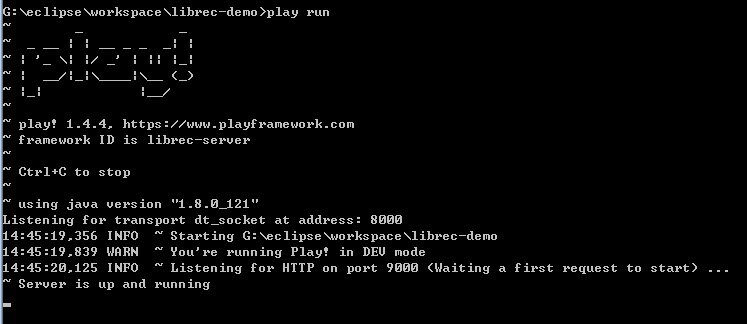 G:\eclipse\workspace\librec-demo>play run
~        _            _
~  _ __ | | __ _ _  _| |
~ | '_ \| |/ _' | || |_|
~ |  __/|_|\____|\__ (_)
~ |_|            |__/
~
~ play! 1.4.4, https://www.playframework.com
~ framework ID is librec-server
~
~ Ctrl+C to stop
~
~ using java version "1.8.0_121"
Listening for transport dt_socket at address: 8000
14:45:19,356 INFO  ~ Starting G:\eclipse\workspace\librec-demo
14:45:19,839 WARN  ~ You're running Play! in DEV mode
14:45:20,125 INFO  ~ Listening for HTTP on port 9000 (Waiting a first request to start) ...
~ Server is up and running